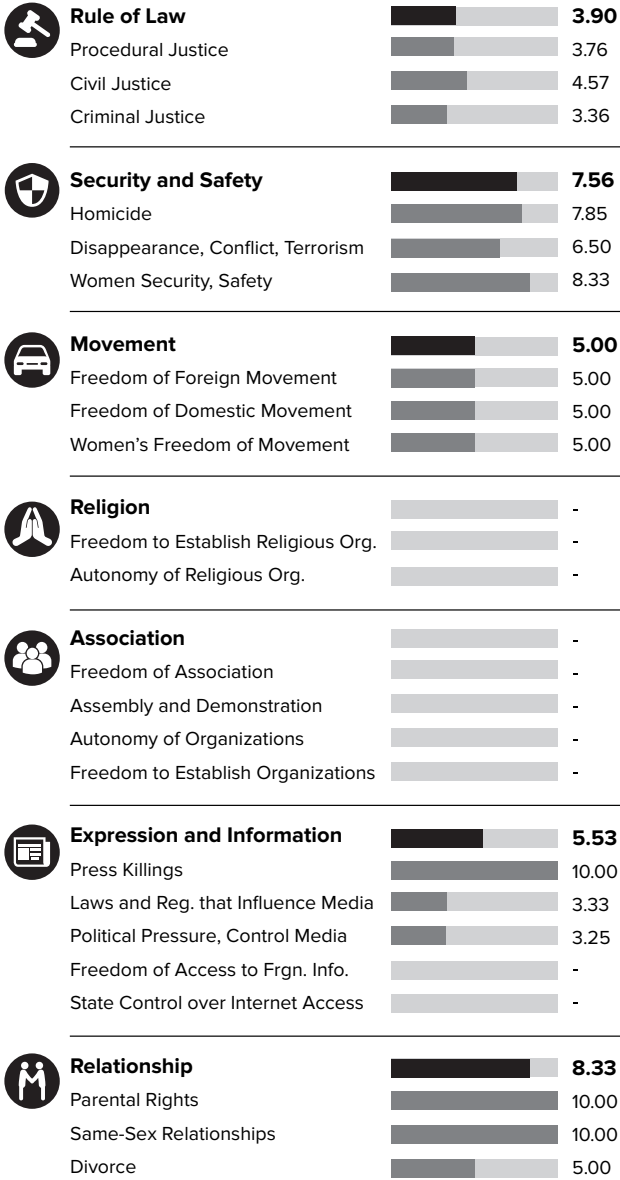 Rule of Law 3.90
Procedural Justice 3.76
Civil Justice 4.57
Criminal Justice 3.36
Security and Safety 7.56
Homicide 7.85
Disappearance, Conflict, Terrorism 6.50
Women Security, Safety 8.33
Movement 5.00
Freedom of Foreign Movement 5.00
Freedom of Domestic Movement 5.00
Women’s Freedom of Movement 5.00
Religion -
Freedom to Establish Religious Org. -
Autonomy of Religious Org. -
Association -
Freedom of Association -
Assembly and Demonstration -
Autonomy of Organizations -
Freedom to Establish Organizations -
Expression and Information 5.53
Press Killings 10.00
Laws and Reg. that Influence Media 3.33
Political Pressure, Control Media 3.25
Freedom of Access to Frgn. Info. -
State Control over Internet Access -
Relationship 8.33
Parental Rights 10.00
Same-Sex Relationships 10.00
Divorce 5.00